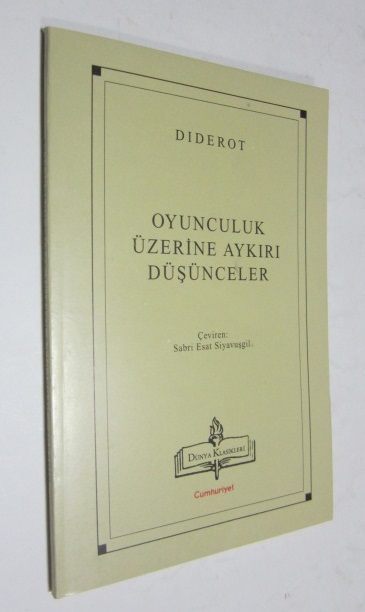 DIDEROT
OYUNCULUK
ÜZERİNE AYKIRI
DÜŞÜNCELER
Çeviren:
Sabri Esat Siyavuşgil
DÜNYA KLASİKLERİ
Cumhuriyet